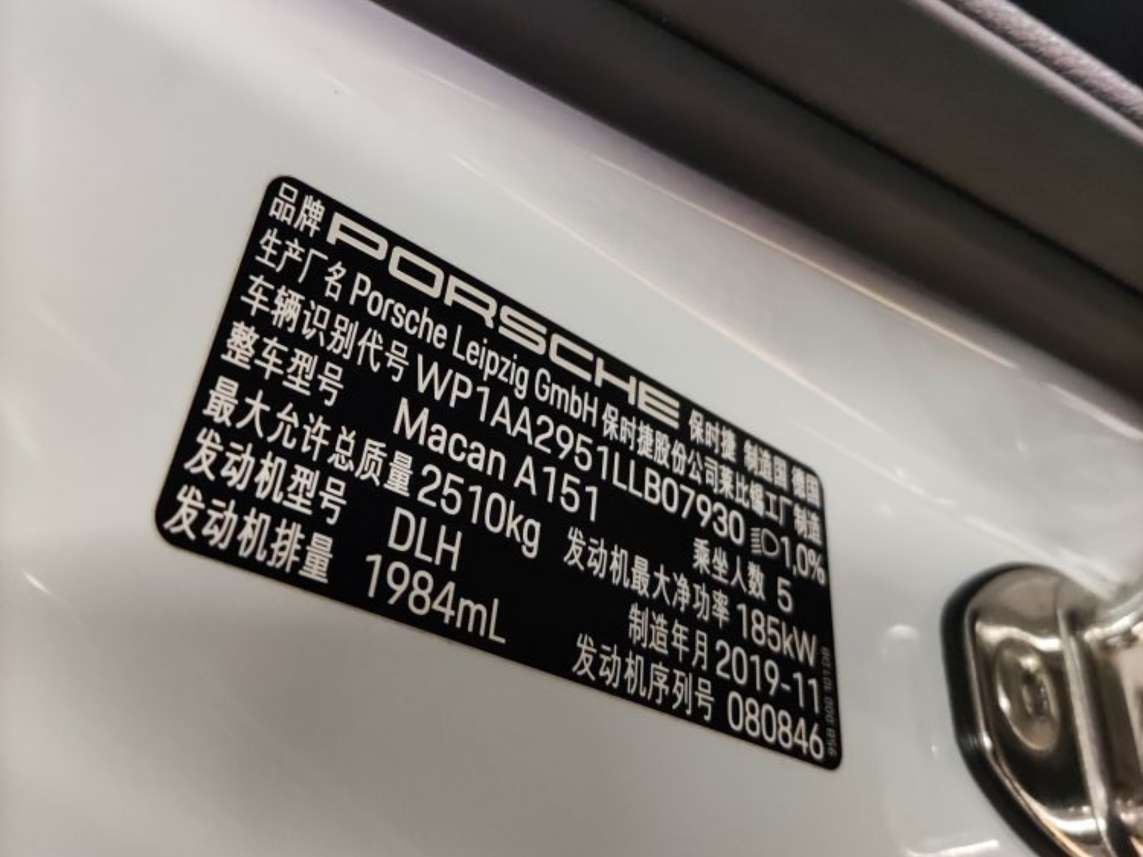 品牌 PORSCHE 保时捷 制造国 德国
生产厂名 Porsche Leipzig GmbH 保时捷股份公司莱比锡工厂制造
车辆识别代号 WP1AA2951LLB07930 1,0%
整车型号 Macan A151 乘坐人数 5
最大允许总质量 2510kg 发动机最大净功率 185kW
发动机型号 DLH 制造年月 2019-11
发动机排量 1984mL 发动机序列号 080846